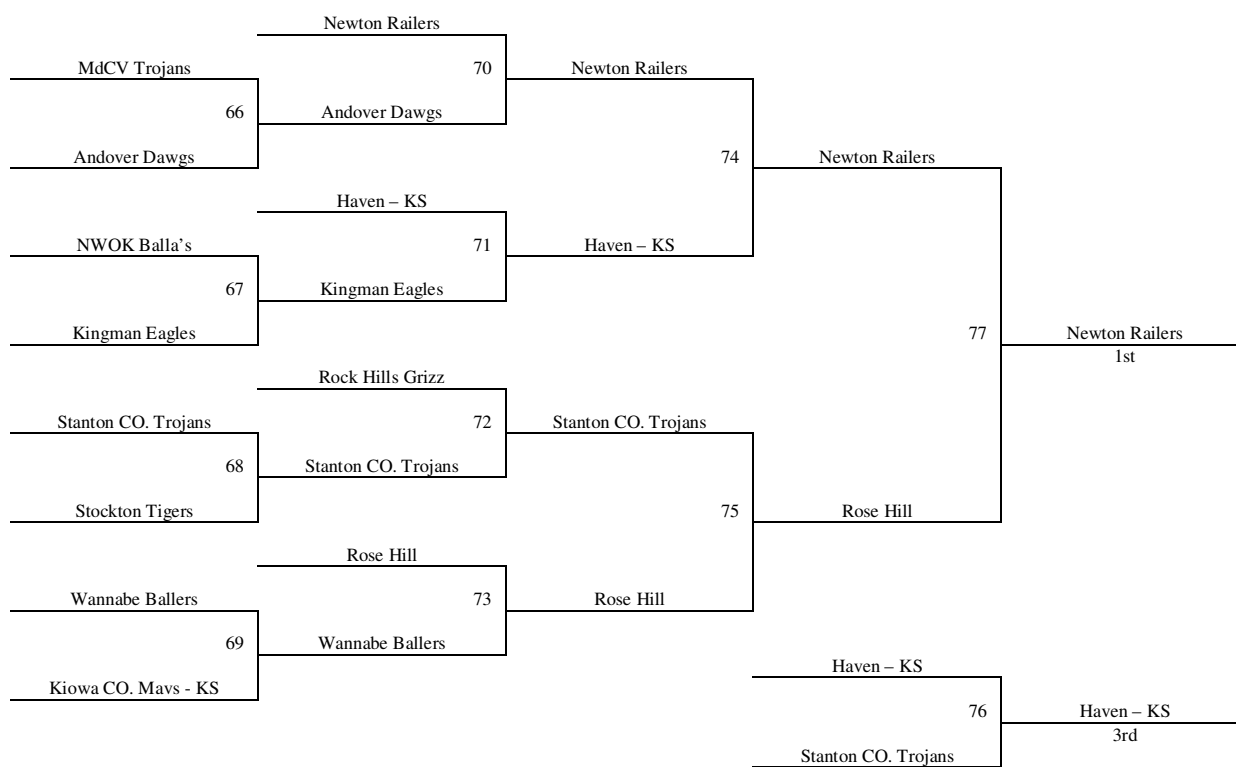 Newton Railers
MdCV Trojans
70
Newton Railers
66
Andover Dawgs
Andover Dawgs
74
Newton Railers
Haven – KS
NWOK Balla's
71
Haven – KS
67
Kingman Eagles
Kingman Eagles
77
Newton Railers
1st
Rock Hills Grizz
Stanton CO. Trojans
72
Stanton CO. Trojans
68
Stanton CO. Trojans
Stockton Tigers
75
Rose Hill
Rose Hill
Wannabe Ballers
73
Rose Hill
69
Wannabe Ballers
Haven – KS
Kiowa CO. Mavs - KS
76
Haven – KS
3rd
Stanton CO. Trojans